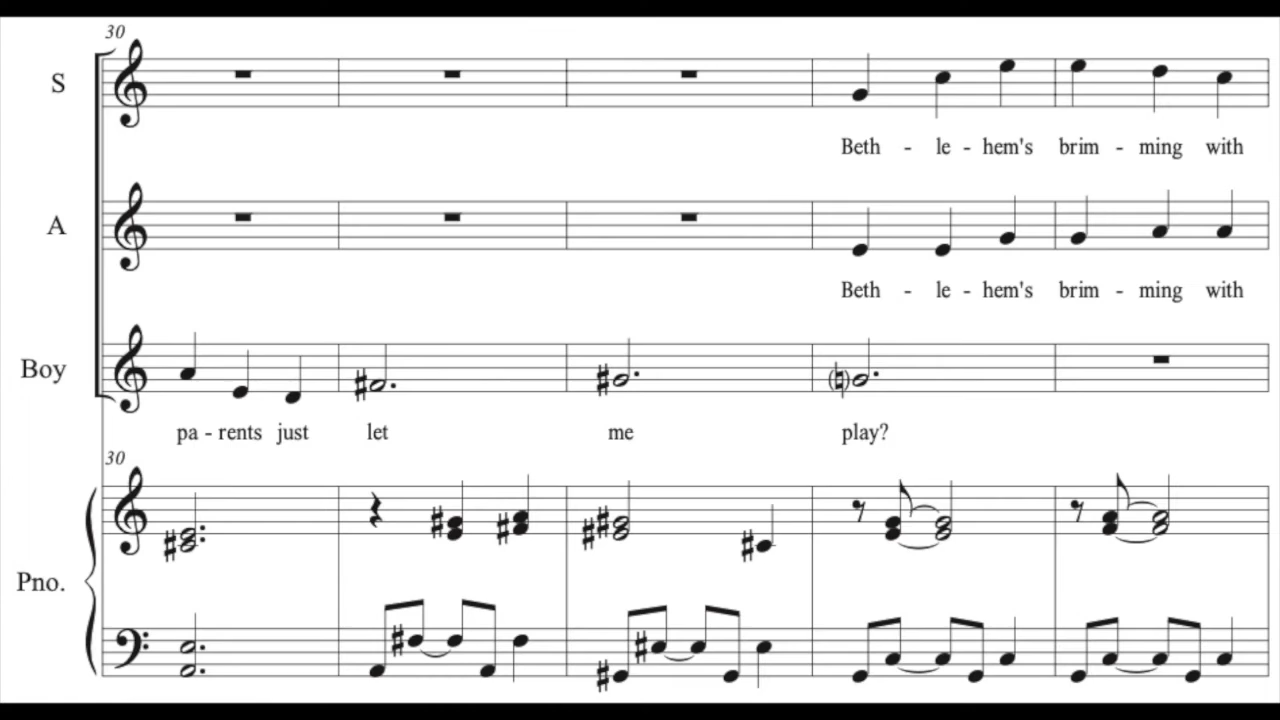 30
S
Beth - le - hem's brim - ming with
A
Beth - le - hem's brim - ming with
Boy
pa - rents just let me play?
30
Pno.